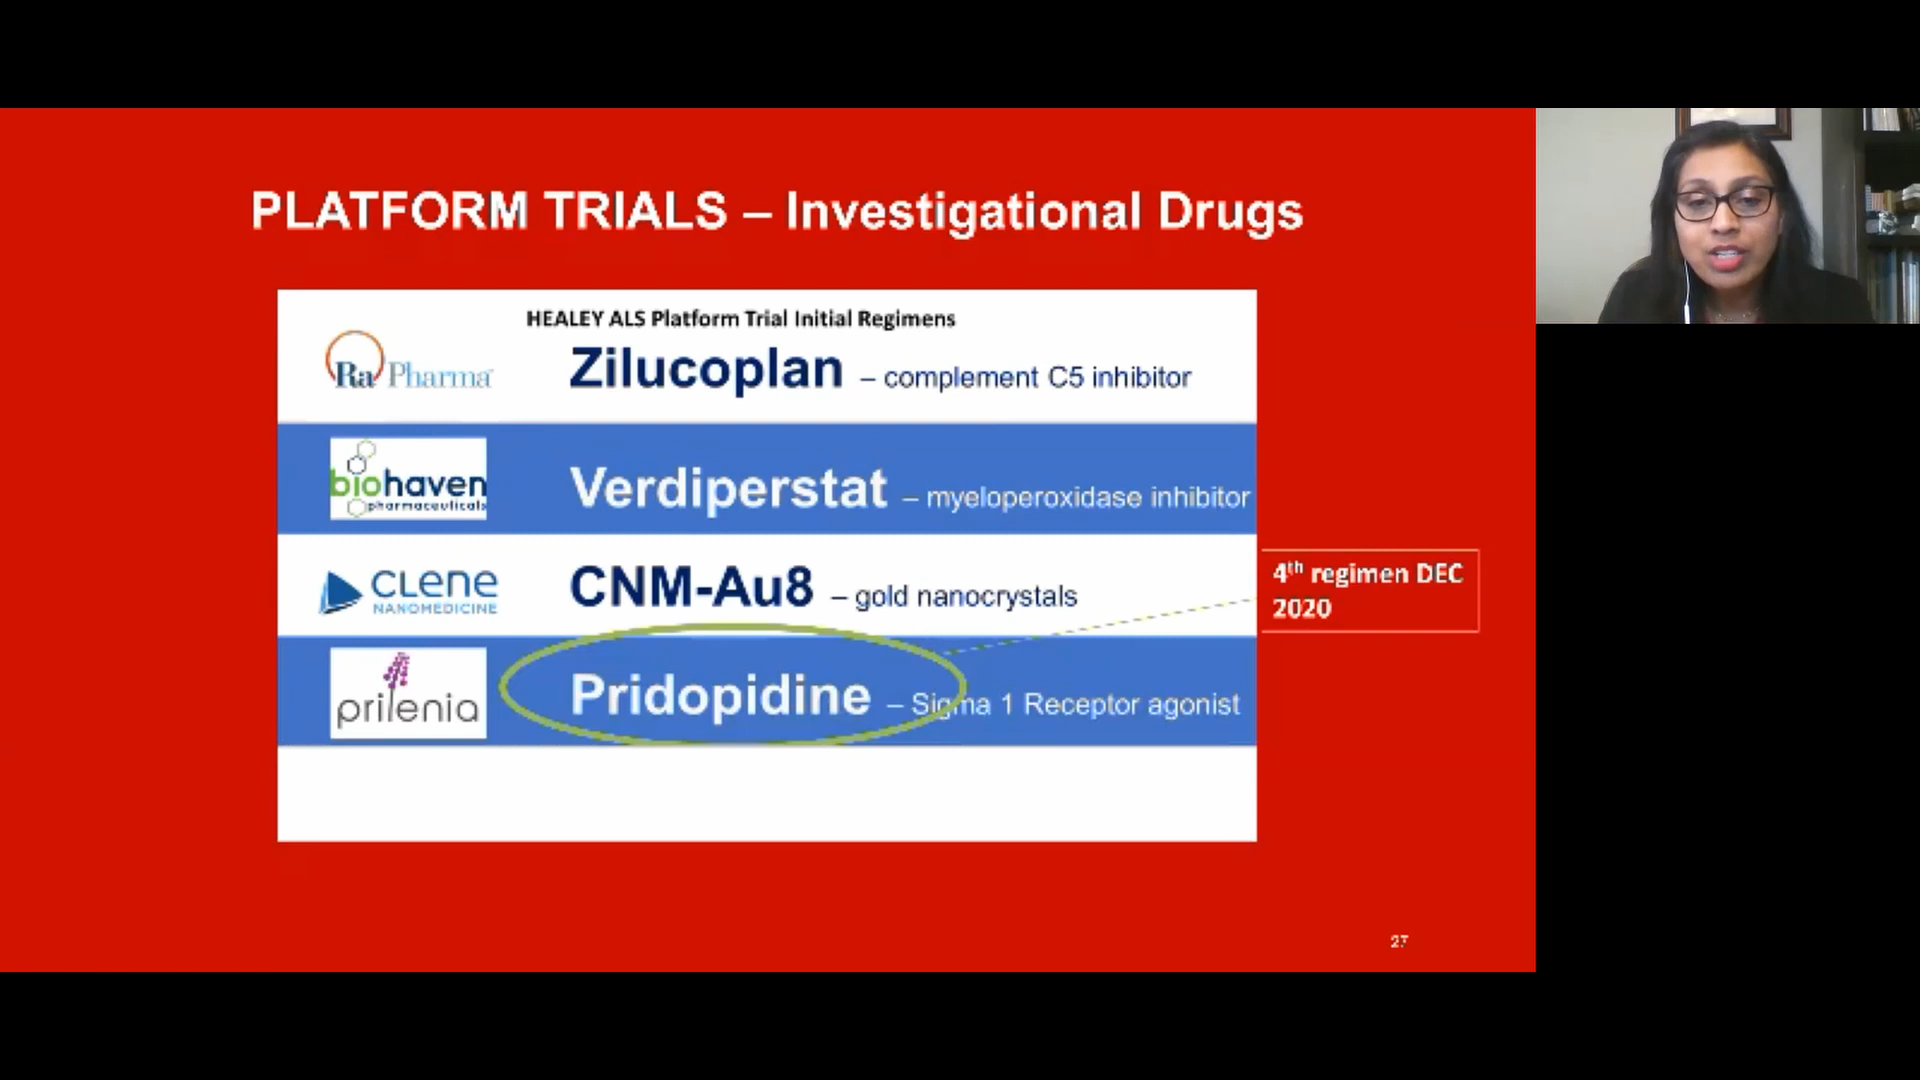 PLATFORM TRIALS – Investigational Drugs
HEALEY ALS Platform Trial Initial Regimens
Ra Pharma
Zilucoplan – complement C5 inhibitor
biohaven
pharmaceuticals
Verdiperstat – myeloperoxidase inhibitor
CLENE
NANOMEDICINE
CNM-Au8 – gold nanocrystals
4th regimen DEC
2020
prilenia
Pridopidine – Sigma 1 Receptor agonist
27